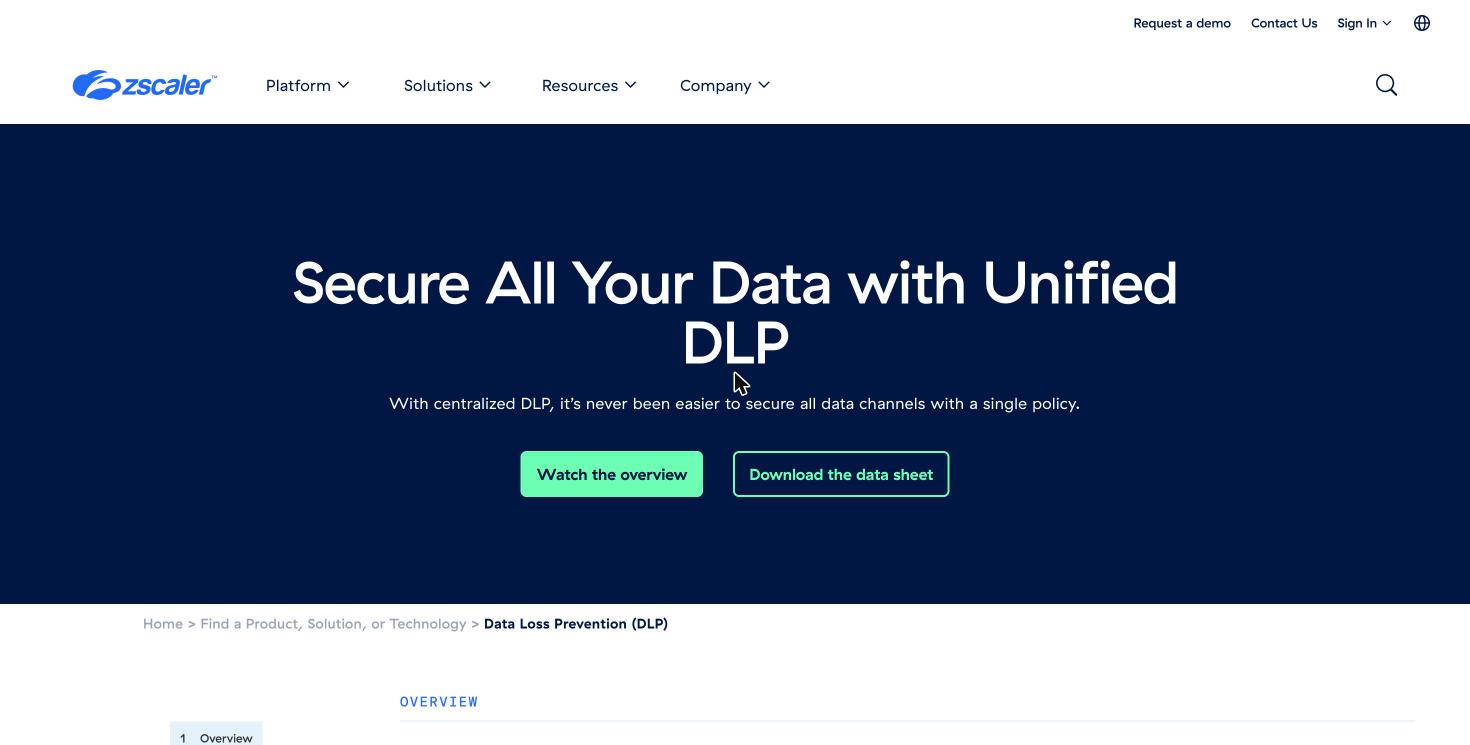 Request a demo Contact Us Sign In
zscaler™ Platform Solutions Resources Company
Secure All Your Data with Unified
DLP
With centralized DLP, it's never been easier to secure all data channels with a single policy.
Watch the overview Download the data sheet
Home > Find a Product, Solution, or Technology > Data Loss Prevention (DLP)
OVERVIEW
1 Overview